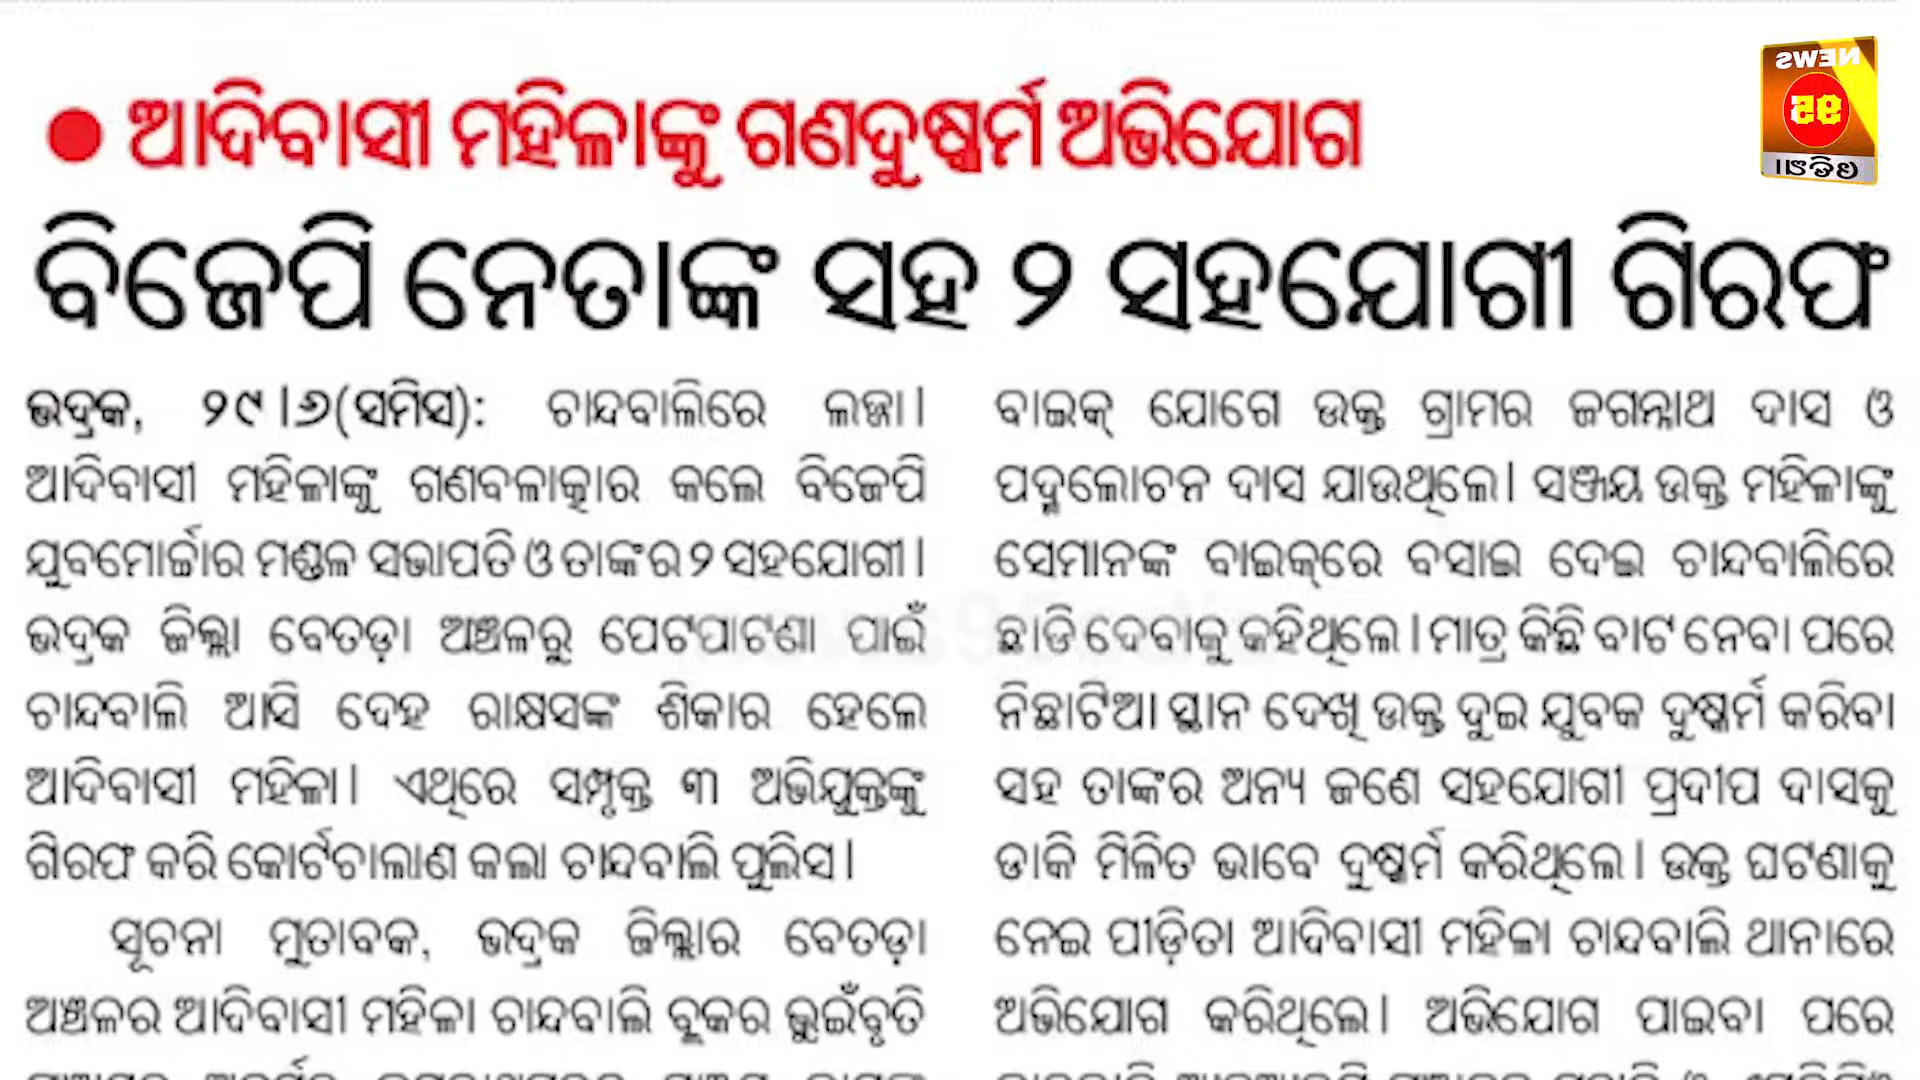 ● ଆଦିବାସୀ ମହିଳାଙ୍କୁ ଗଣଦୁଷ୍କର୍ମ ଅଭିଯୋଗ
ବିଜେପି ନେତାଙ୍କ ସହ ୨ ସହଯୋଗୀ ଗିରଫ
ଭଦ୍ରକ, ୨୯।୬(ସମିସ): ଚାନ୍ଦବାଲିରେ ଲଜ୍ଜା।
ଆଦିବାସୀ ମହିଳାଙ୍କୁ ଗଣବଳାତ୍କାର କଲେ ବିଜେପି
ଯୁବମୋର୍ଚ୍ଚାର ମଣ୍ଡଳ ସଭାପତି ଓ ତାଙ୍କର ୨ ସହଯୋଗୀ।
ଭଦ୍ରକ ଜିଲ୍ଲା ବେତଡ଼ା ଅଞ୍ଚଳରୁ ପେଟପାଟଣା ପାଇଁ
ଚାନ୍ଦବାଲି ଆସି ଦେହ ରାକ୍ଷସଙ୍କ ଶିକାର ହେଲେ
ଆଦିବାସୀ ମହିଳା। ଏଥିରେ ସମ୍ପୃକ୍ତ ୩ ଅଭିଯୁକ୍ତଙ୍କୁ
ଗିରଫ କରି କୋର୍ଟଚାଲାଣ କଲା ଚାନ୍ଦବାଲି ପୁଲିସ।
ସୂଚନା ମୁତାବକ, ଭଦ୍ରକ ଜିଲ୍ଲାର ବେତଡ଼ା
ଅଞ୍ଚଳର ଆଦିବାସୀ ମହିଳା ଚାନ୍ଦବାଲି ବ୍ଲକର ଭୁଇଁବୃତି
ବାଇକ୍ ଯୋଗେ ଉକ୍ତ ଗ୍ରାମର ଜଗନ୍ନାଥ ଦାସ ଓ
ପଦ୍ମଲୋଚନ ଦାସ ଯାଉଥିଲେ। ସଞ୍ଜୟ ଉକ୍ତ ମହିଳାଙ୍କୁ
ସେମାନଙ୍କ ବାଇକ୍‌ରେ ବସାଇ ଦେଇ ଚାନ୍ଦବାଲିରେ
ଛାଡି ଦେବାକୁ କହିଥିଲେ। ମାତ୍ର କିଛି ବାଟ ନେବା ପରେ
ନିଛାଟିଆ ସ୍ଥାନ ଦେଖି ଉକ୍ତ ଦୁଇ ଯୁବକ ଦୁଷ୍କର୍ମ କରିବା
ସହ ତାଙ୍କର ଅନ୍ୟ ଜଣେ ସହଯୋଗୀ ପ୍ରଦୀପ ଦାସକୁ
ଡାକି ମିଳିତ ଭାବେ ଦୁଷ୍କର୍ମ କରିଥିଲେ। ଉକ୍ତ ଘଟଣାକୁ
ନେଇ ପୀଡ଼ିତା ଆଦିବାସୀ ମହିଳା ଚାନ୍ଦବାଲି ଥାନାରେ
ଅଭିଯୋଗ କରିଥିଲେ। ଅଭିଯୋଗ ପାଇବା ପରେ
NEWS